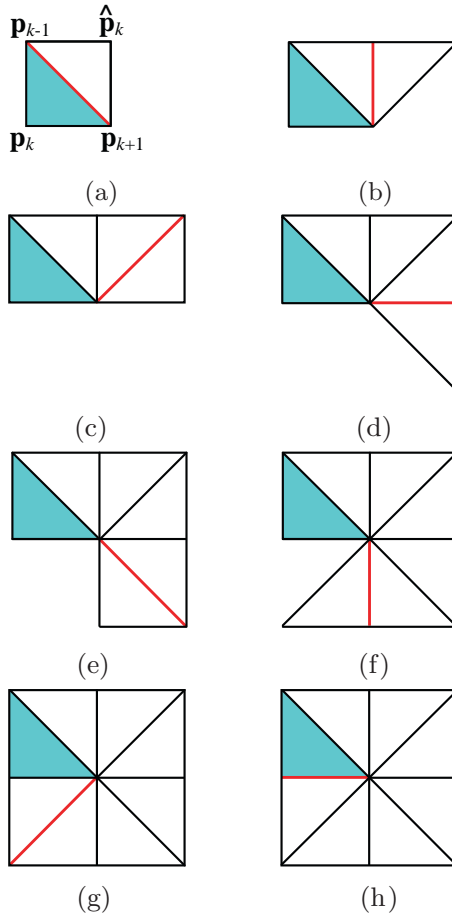 p_{k-1} p̂_k
p_k p_{k+1}
(a) (b)
(c) (d)
(e) (f)
(g) (h)